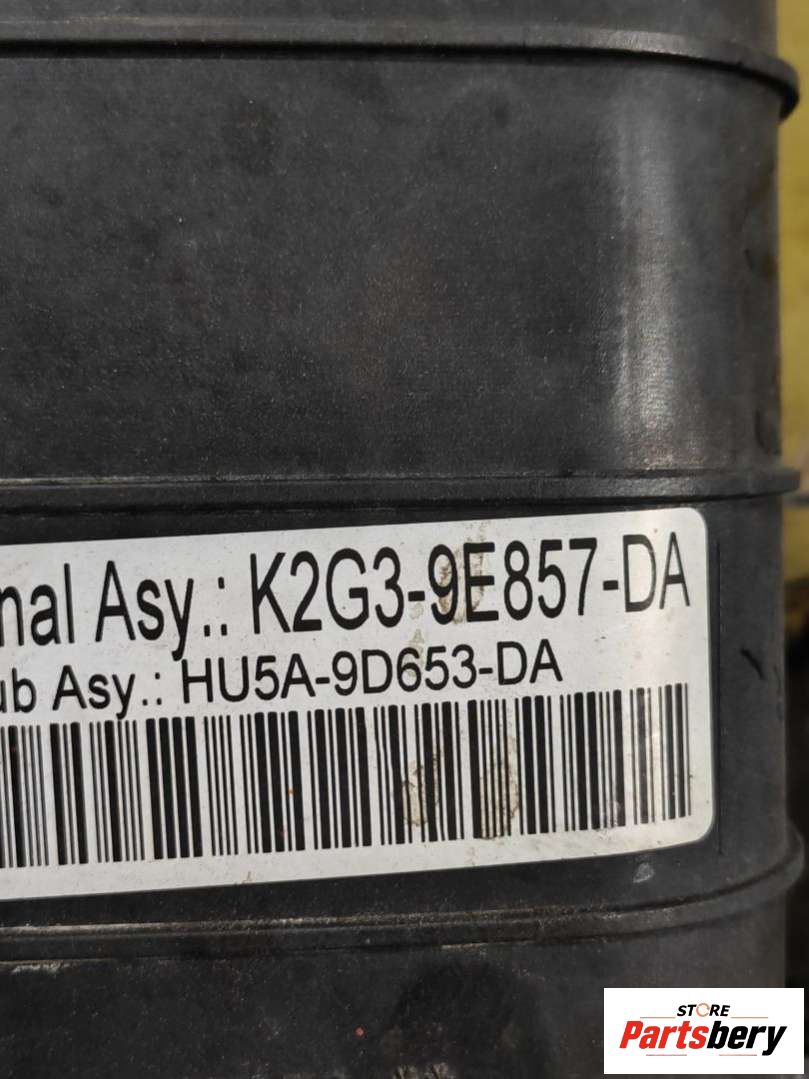 nal Asy.: K2G3-9E857-DA
ub Asy.: HU5A-9D653-DA
STORE
Partsbery